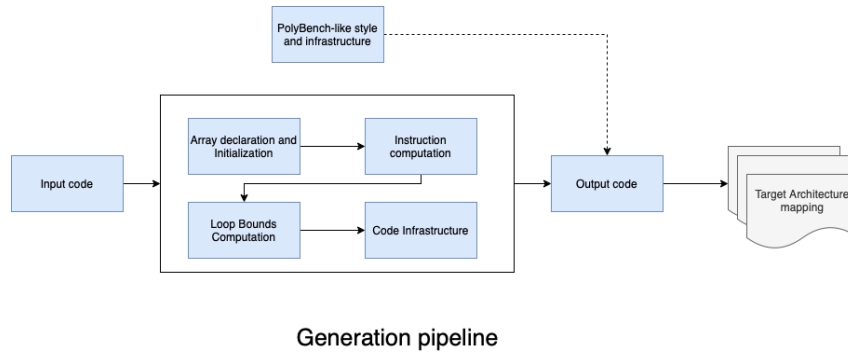 PolyBench-like style
and infrastructure
Array declaration and
Initialization
Instruction
computation
Input code
Output code
Target Architecture
mapping
Loop Bounds
Computation
Code Infrastructure
Generation pipeline